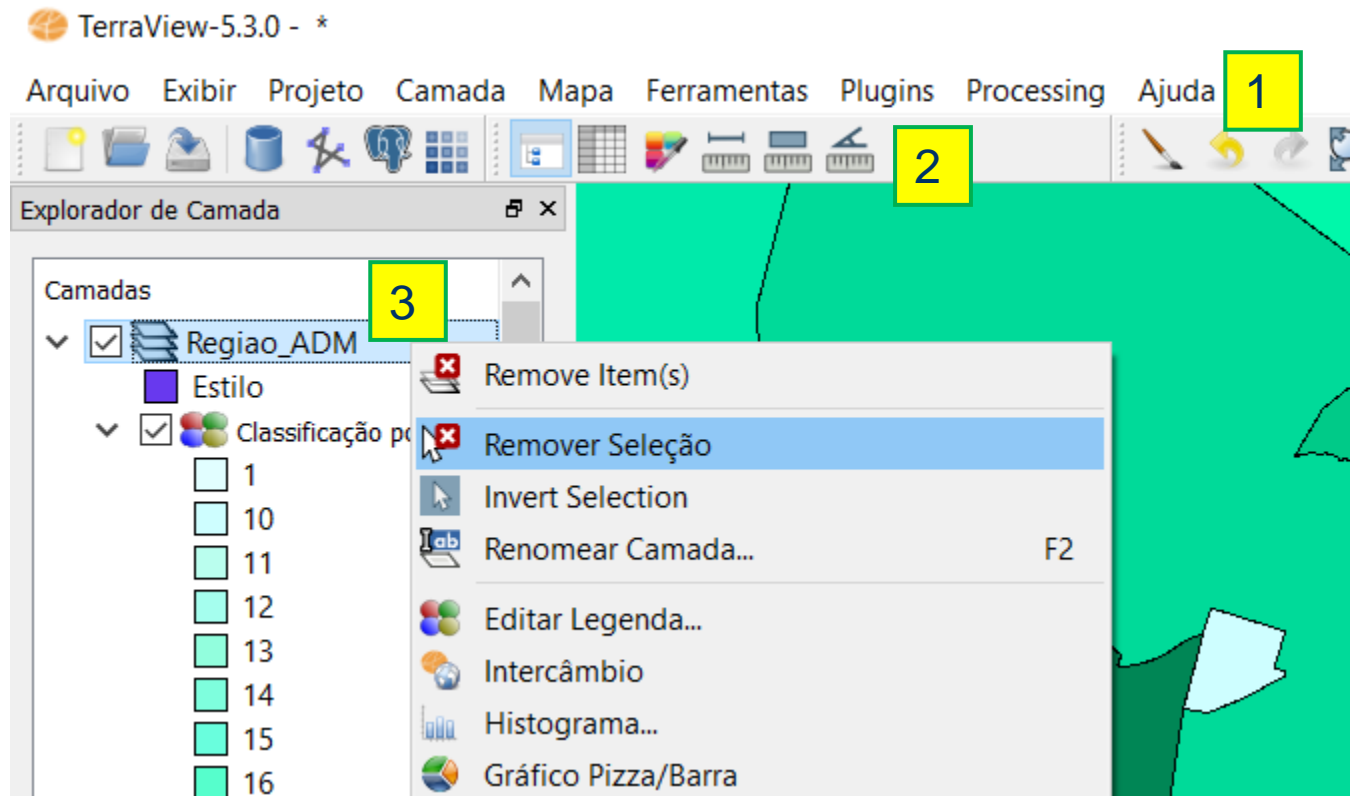 TerraView-5.3.0 - *
Arquivo Exibir Projeto Camada Mapa Ferramentas Plugins Processing Ajuda 1
2
Explorador de Camada
Camadas
3
Regiao_ADM
Estilo
Classificação
1
10
11
12
13
14
15
16
Remove Item(s)
Remover Seleção
Invert Selection
Renomear Camada... F2
Editar Legenda...
Intercâmbio
Histograma...
Gráfico Pizza/Barra